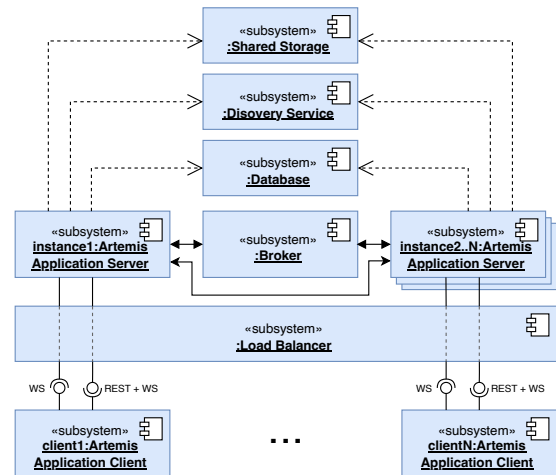 «subsystem»
:Shared Storage
«subsystem»
:Disovery Service
«subsystem»
:Database
«subsystem»
instance1:Artemis
Application Server
«subsystem»
:Broker
«subsystem»
instance2..N:Artemis
Application Server
«subsystem»
:Load Balancer
WS
REST + WS
WS
REST + WS
«subsystem»
client1:Artemis
Application Client
...
«subsystem»
clientN:Artemis
Application Client